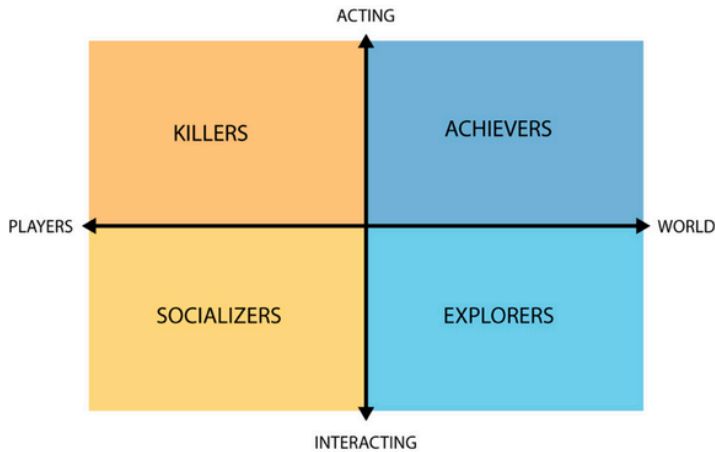 ACTING
KILLERS
ACHIEVERS
PLAYERS
WORLD
SOCIALIZERS
EXPLORERS
INTERACTING